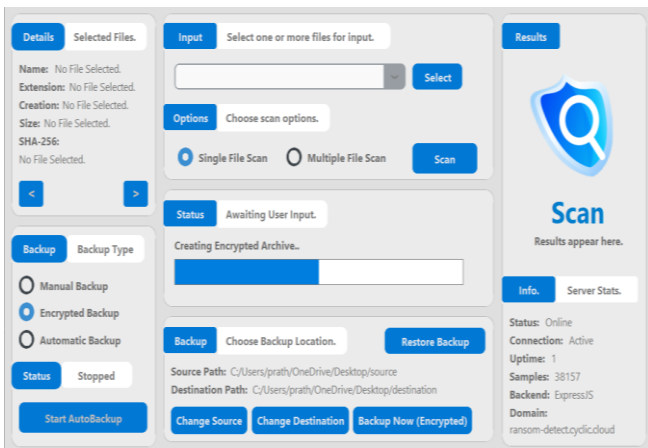 Details Selected Files.
Name: No File Selected.
Extension: No File Selected.
Creation: No File Selected.
Size: No File Selected.
SHA-256:
No File Selected.
< >
Backup Backup Type
Manual Backup
Encrypted Backup
Automatic Backup
Status Stopped
Start AutoBackup
Input Select one or more files for input.
Select
Options Choose scan options.
Single File Scan Multiple File Scan Scan
Status Awaiting User Input.
Creating Encrypted Archive..
Backup Choose Backup Location. Restore Backup
Source Path: C:/Users/prath/OneDrive/Desktop/source
Destination Path: C:/Users/prath/OneDrive/Desktop/destination
Change Source Change Destination Backup Now (Encrypted)
Results
Scan
Results appear here.
Info. Server Stats.
Status: Online
Connection: Active
Uptime: 1
Samples: 38157
Backend: ExpressJS
Domain:
ransom-detect.cyclic.cloud